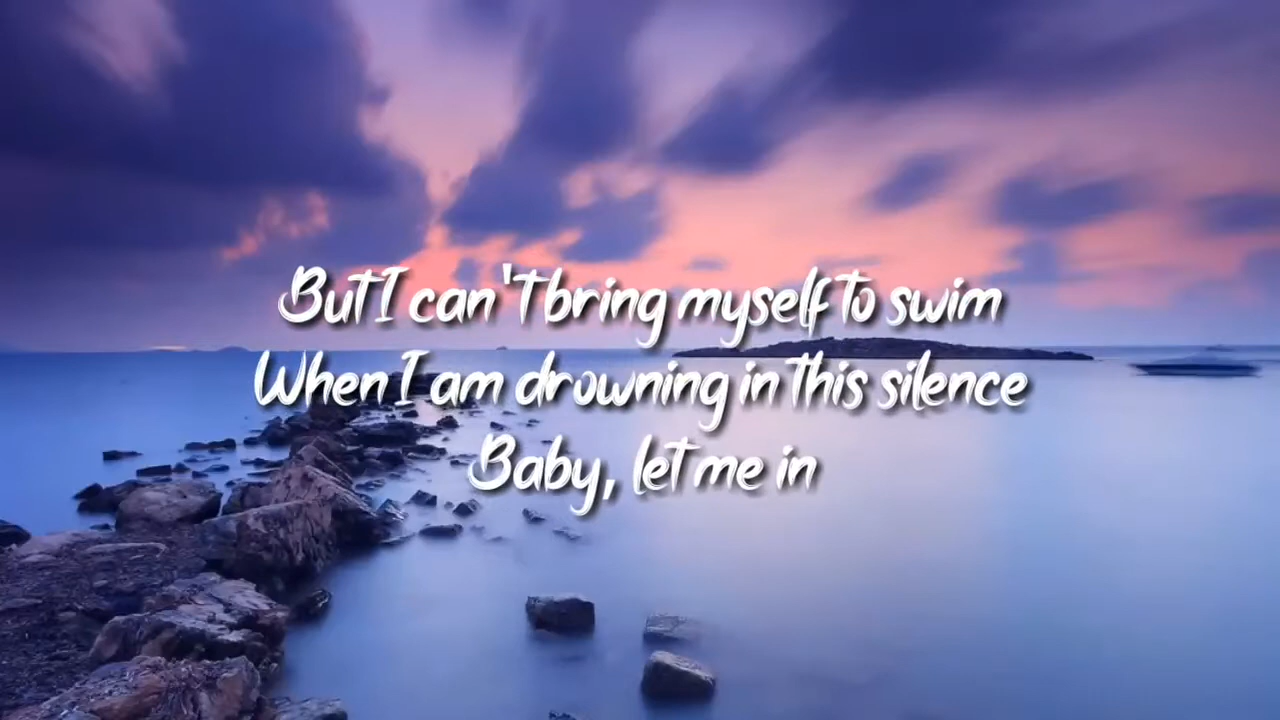 But I can't bring myself to swim
When I am drowning in this silence
Baby, let me in